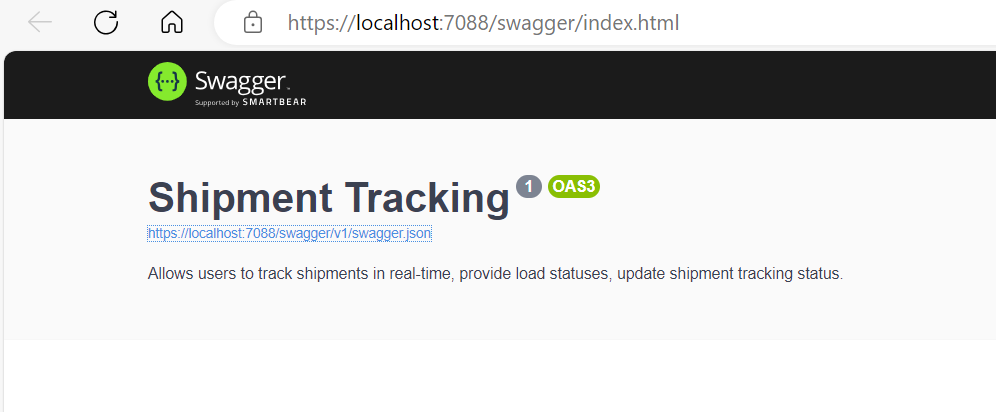 https://localhost:7088/swagger/index.html
{···} Swagger™
Supported by SMARTBEAR
Shipment Tracking 1 OAS3
https://localhost:7088/swagger/v1/swagger.json
Allows users to track shipments in real-time, provide load statuses, update shipment tracking status.